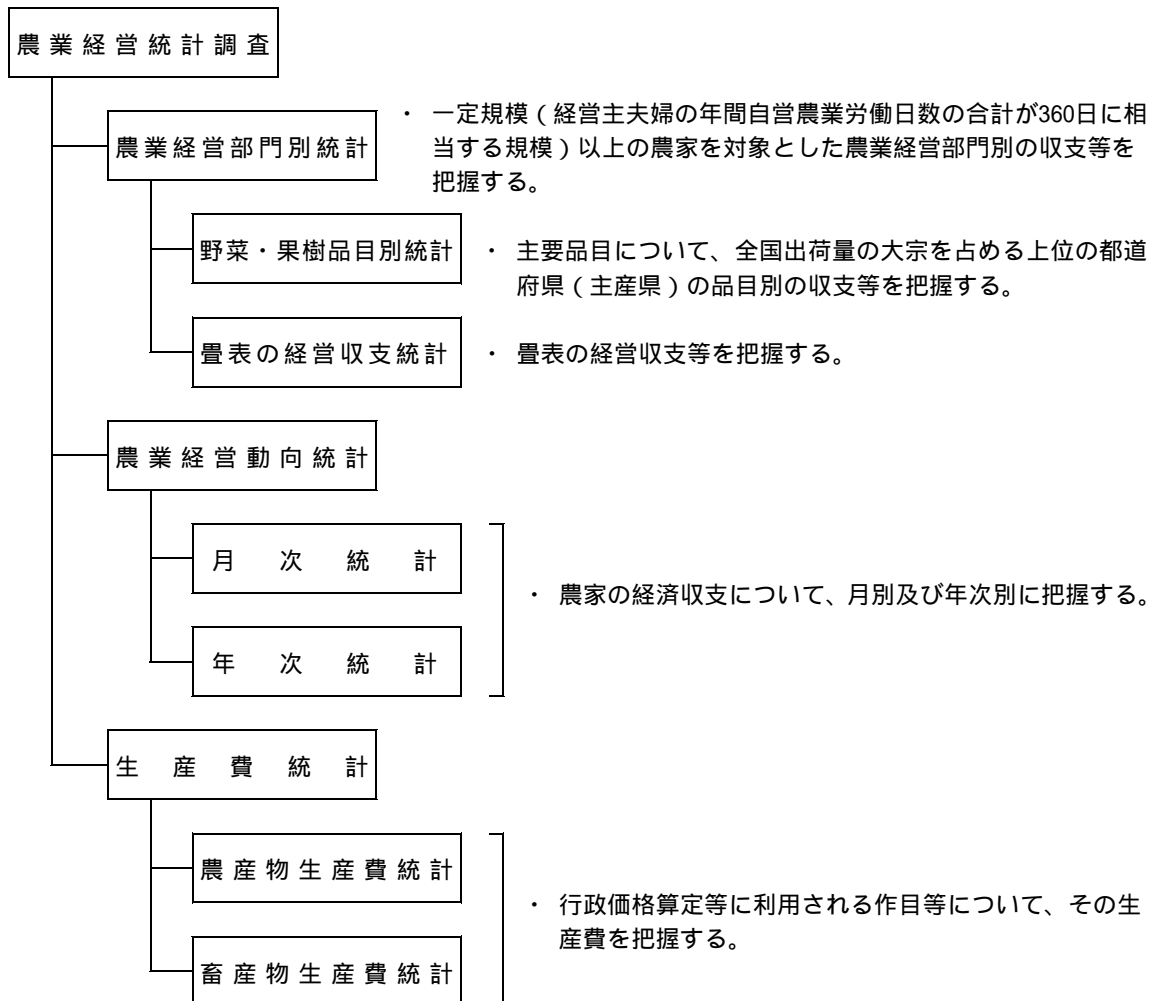 農業経営統計調査
農業経営部門別統計
・ 一定規模（経営主夫婦の年間自営農業労働日数の合計が360日に相
当する規模）以上の農家を対象とした農業経営部門別の収支等を
把握する。
野菜・果樹品目別統計
・ 主要品目について、全国出荷量の大宗を占める上位の都道
府県（主産県）の品目別の収支等を把握する。
畳表の経営収支統計
・ 畳表の経営収支等を把握する。
農業経営動向統計
月次統計
・ 農家の経済収支について、月別及び年次別に把握する。
年次統計
生産費統計
農産物生産費統計
・ 行政価格算定等に利用される作目等について、その生
産費を把握する。
畜産物生産費統計